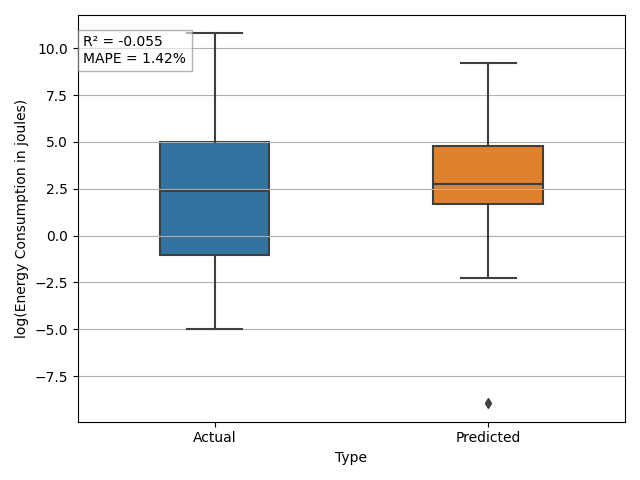 R² = -0.055
MAPE = 1.42%
10.0
7.5
5.0
2.5
0.0
−2.5
−5.0
−7.5
log(Energy Consumption in joules)
Actual
Predicted
Type